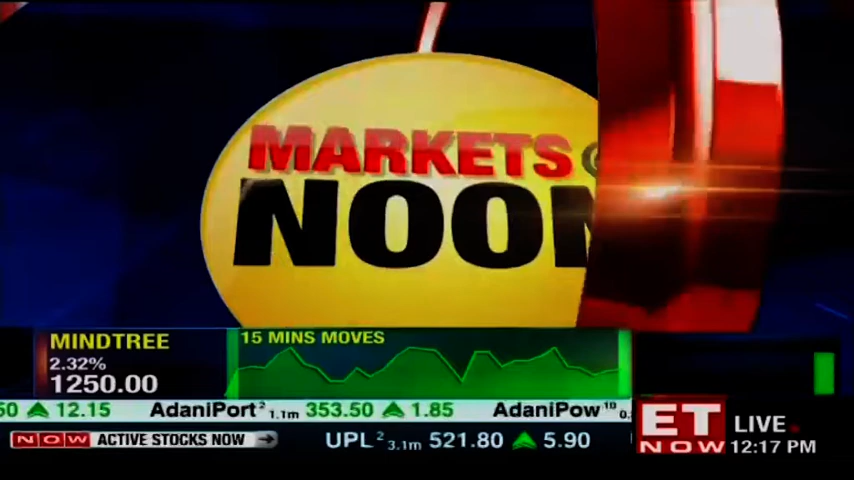 MARKETS @
NOON
MINDTREE
2.32%
1250.00
15 MINS MOVES
50 12.15 AdaniPort 2 1.1m 353.50 1.85 AdaniPow 10 0.
NOW ACTIVE STOCKS NOW
UPL 2 3.1m 521.80 5.90
ET
NOW
LIVE
12:17 PM